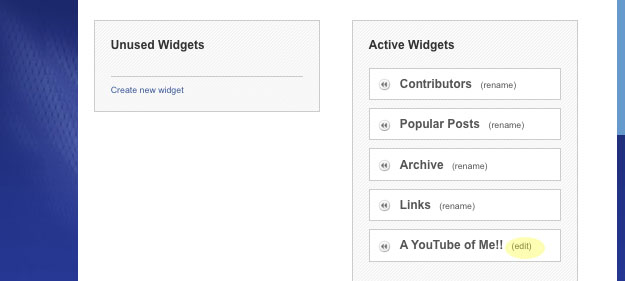 Unused Widgets
Create new widget
Active Widgets
Contributors (rename)
Popular Posts (rename)
Archive (rename)
Links (rename)
A YouTube of Me!! (edit)